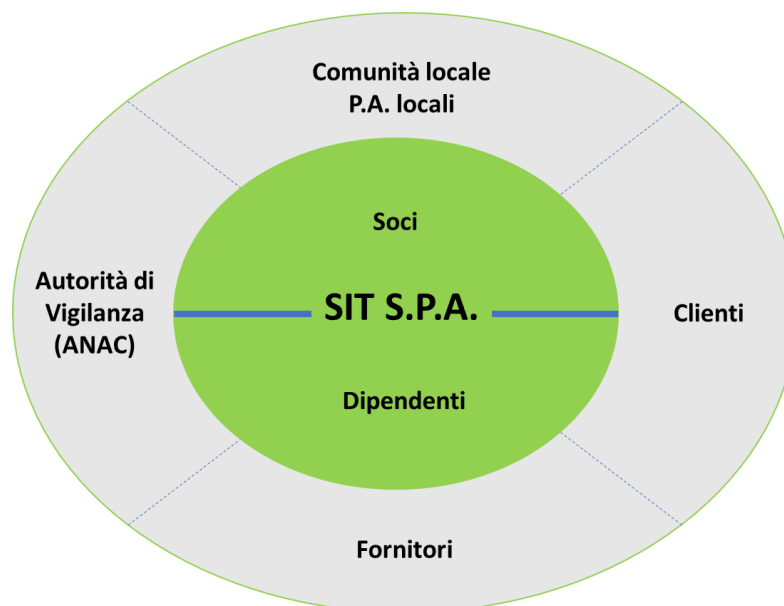 Comunità locale
P.A. locali
Soci
Autorità di
Vigilanza
(ANAC)
SIT S.P.A.
Clienti
Dipendenti
Fornitori